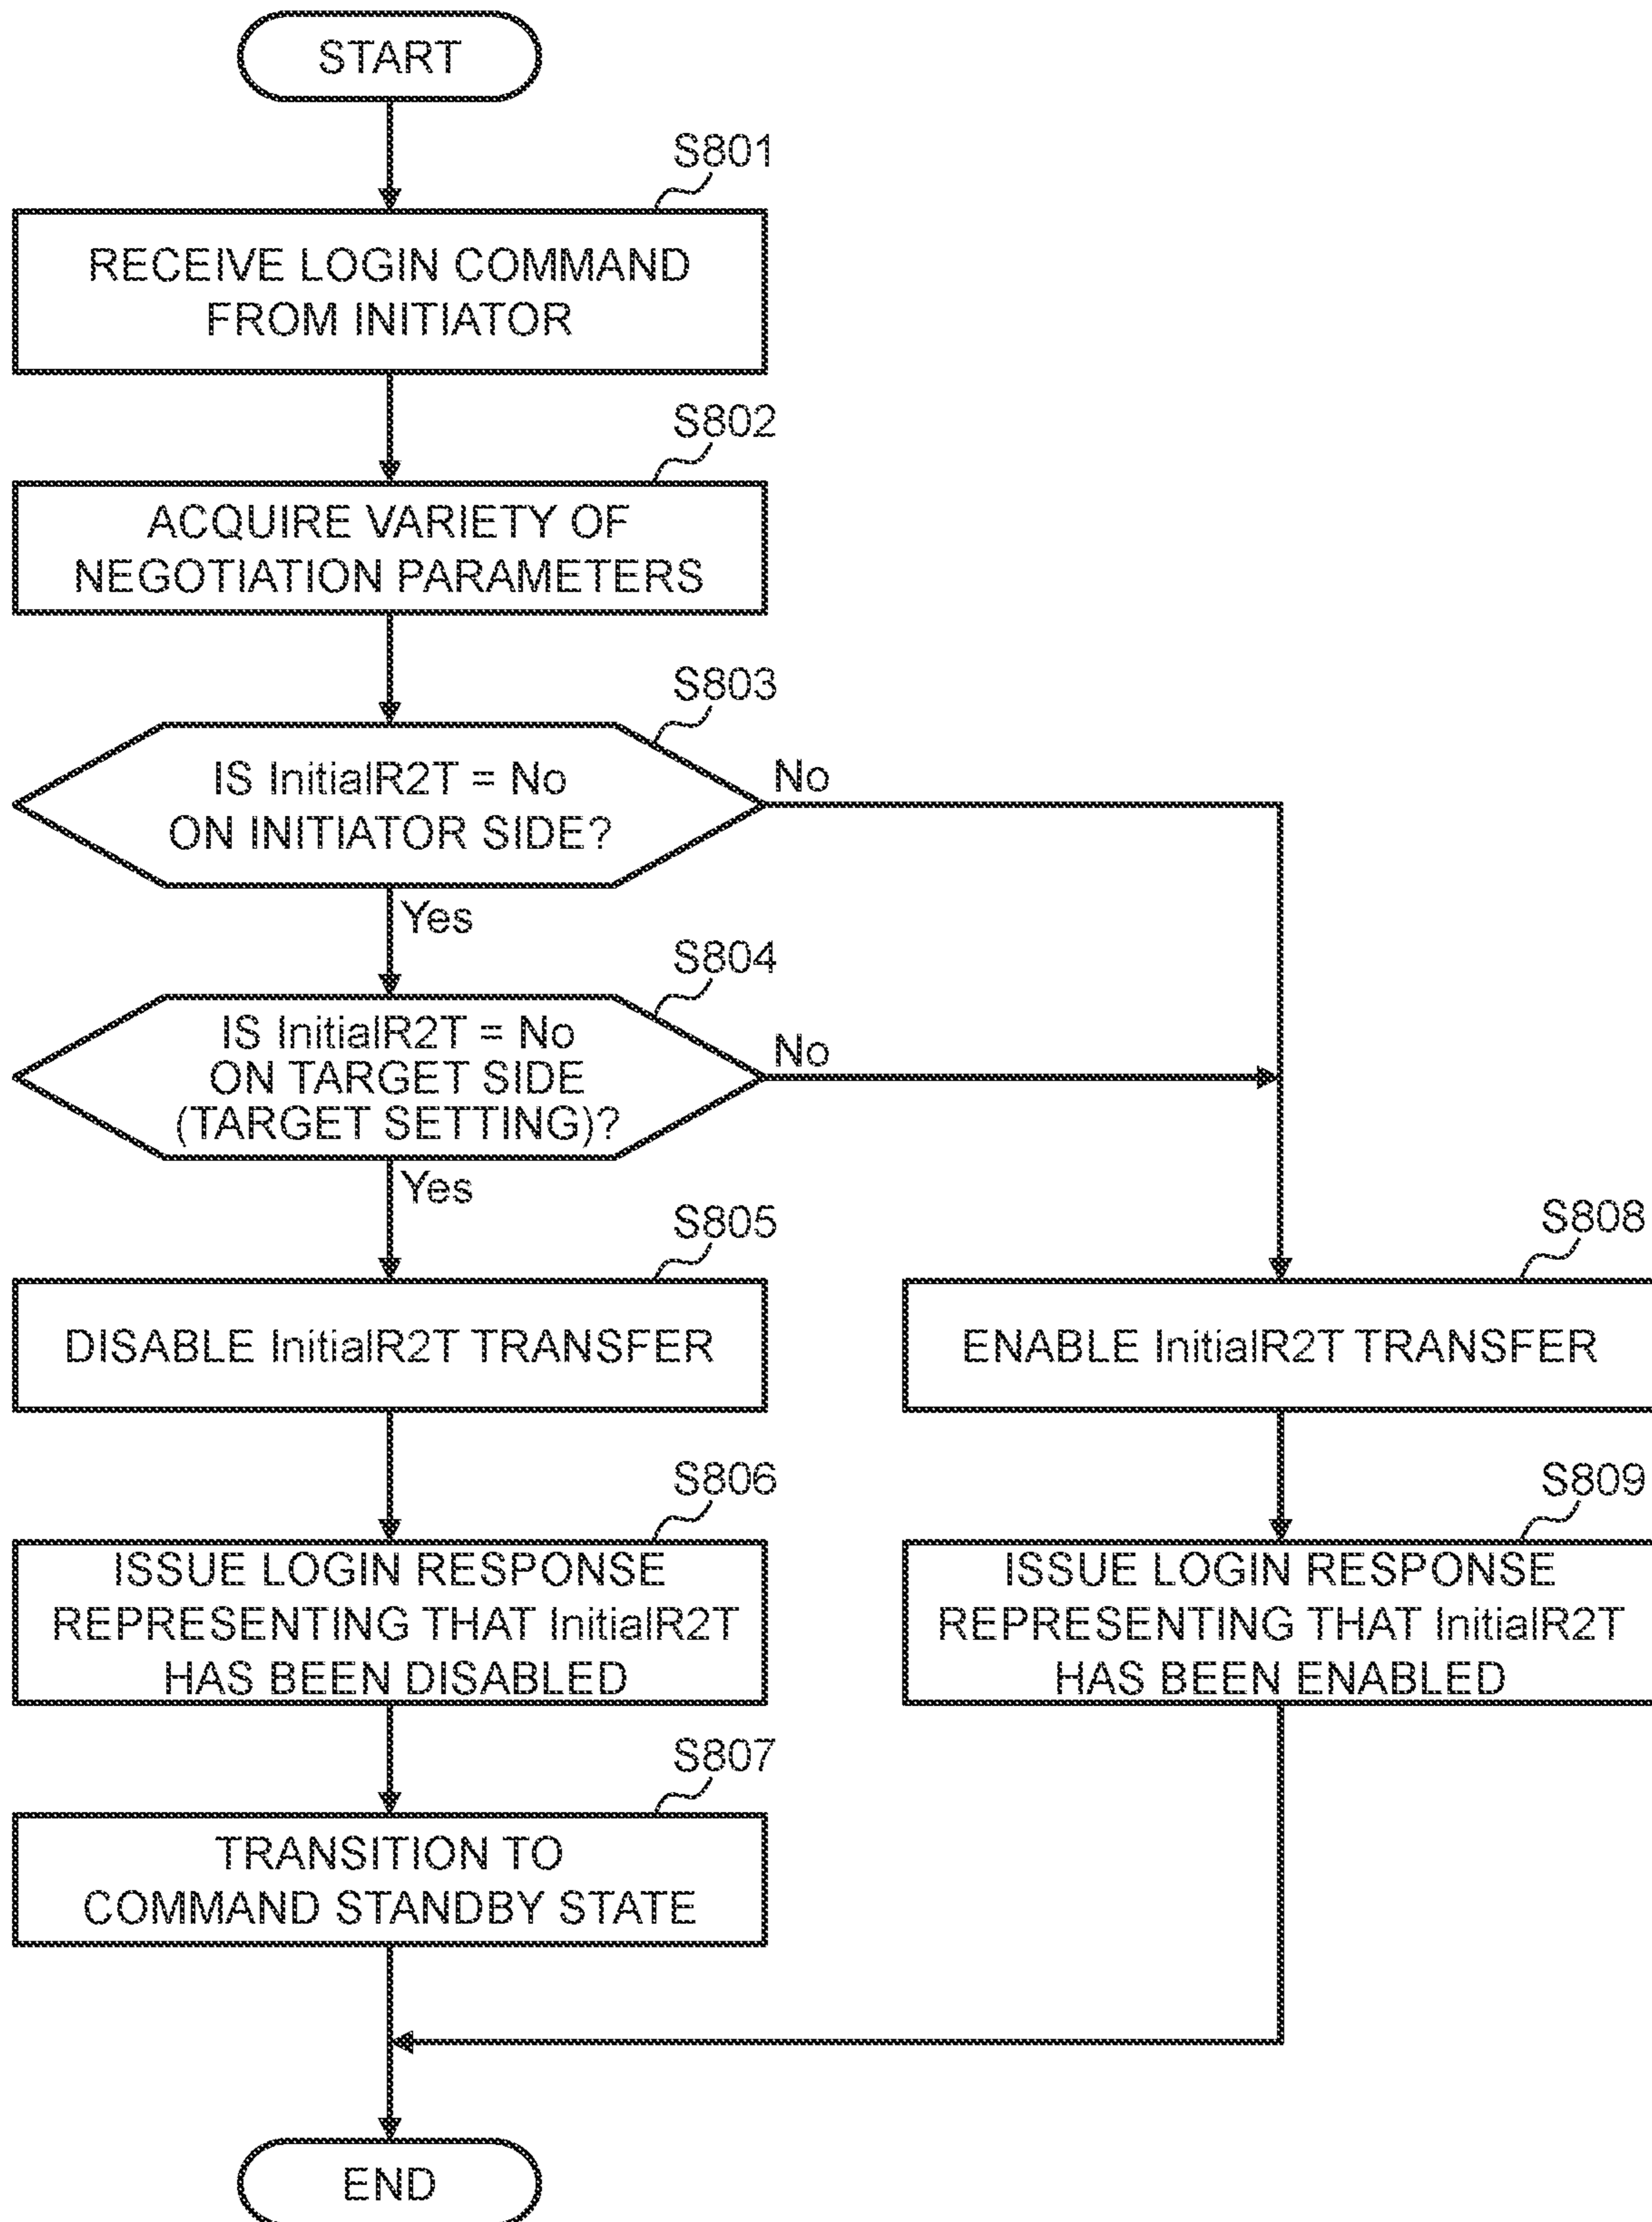 START
S801
RECEIVE LOGIN COMMAND
FROM INITIATOR
S802
ACQUIRE VARIETY OF
NEGOTIATION PARAMETERS
S803
IS InitialR2T = No
ON INITIATOR SIDE?
No
Yes
S804
IS InitialR2T = No
ON TARGET SIDE
(TARGET SETTING)?
No
Yes
S805
DISABLE InitialR2T TRANSFER
S808
ENABLE InitialR2T TRANSFER
S806
ISSUE LOGIN RESPONSE
REPRESENTING THAT InitialR2T
HAS BEEN DISABLED
S809
ISSUE LOGIN RESPONSE
REPRESENTING THAT InitialR2T
HAS BEEN ENABLED
S807
TRANSITION TO
COMMAND STANDBY STATE
END